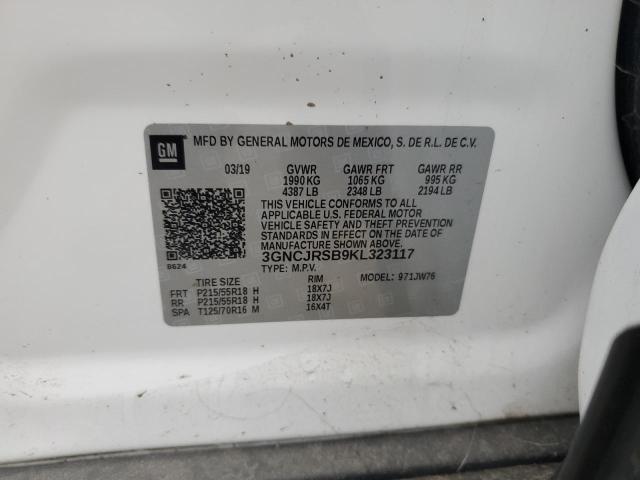 GM
MFD BY GENERAL MOTORS DE MEXICO, S. DE R.L. DE C.V.
03/19 GVWR GAWR FRT GAWR RR
1990 KG 1065 KG 995 KG
4387 LB 2348 LB 2194 LB
THIS VEHICLE CONFORMS TO ALL
APPLICABLE U.S. FEDERAL MOTOR
VEHICLE SAFETY AND THEFT PREVENTION
STANDARDS IN EFFECT ON THE DATE OF
MANUFACTURE SHOWN ABOVE.
3GNCJRSB9KL323117
B624
TYPE: M.P.V. MODEL: 971JW76
TIRE SIZE RIM
FRT P215/55R18 H 18X7J
RR P215/55R18 H 18X7J
SPA T125/70R16 M 16X4T